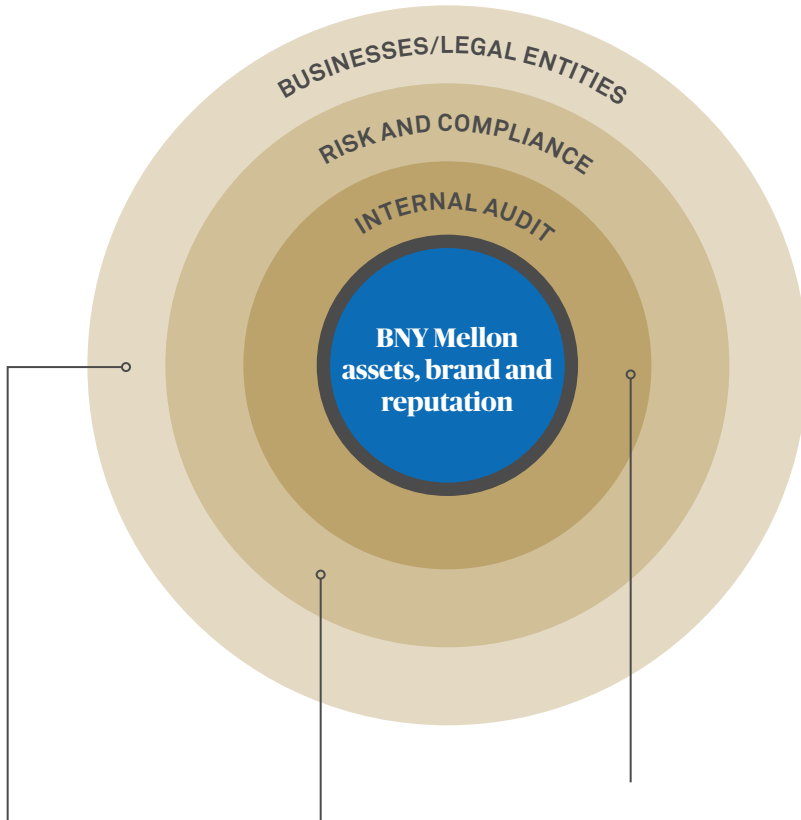 BUSINESSES/LEGAL ENTITIES
RISK AND COMPLIANCE
INTERNAL AUDIT
BNY Mellon
assets, brand and
reputation